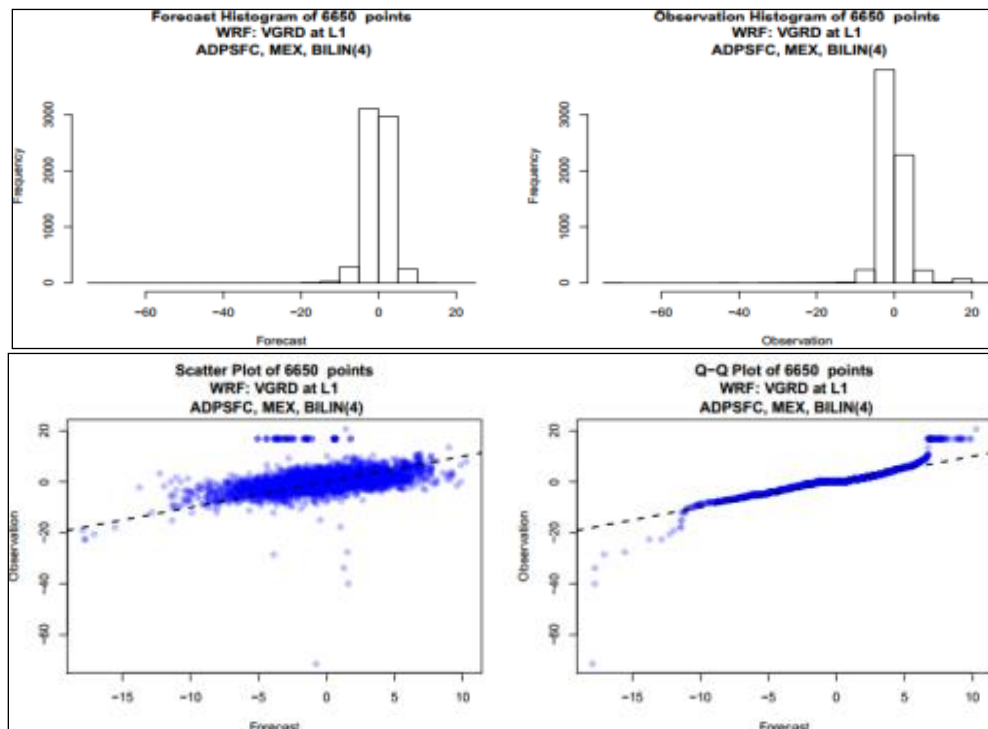 Forecast Histogram of 6650 points
WRF: VGRD at L1
ADPSFC, MEX, BILIN(4)
Frequency
0
1000
2000
3000
−60
−40
−20
0
20
Forecast
Observation Histogram of 6650 points
WRF: VGRD at L1
ADPSFC, MEX, BILIN(4)
Frequency
0
1000
2000
3000
−60
−40
−20
0
20
Observation
Scatter Plot of 6650 points
WRF: VGRD at L1
ADPSFC, MEX, BILIN(4)
Observation
20
0
−20
−40
−60
−15
−10
−5
0
5
10
Forecast
Q−Q Plot of 6650 points
WRF: VGRD at L1
ADPSFC, MEX, BILIN(4)
Observation
20
0
−20
−40
−60
−15
−10
−5
0
5
10
Forecast